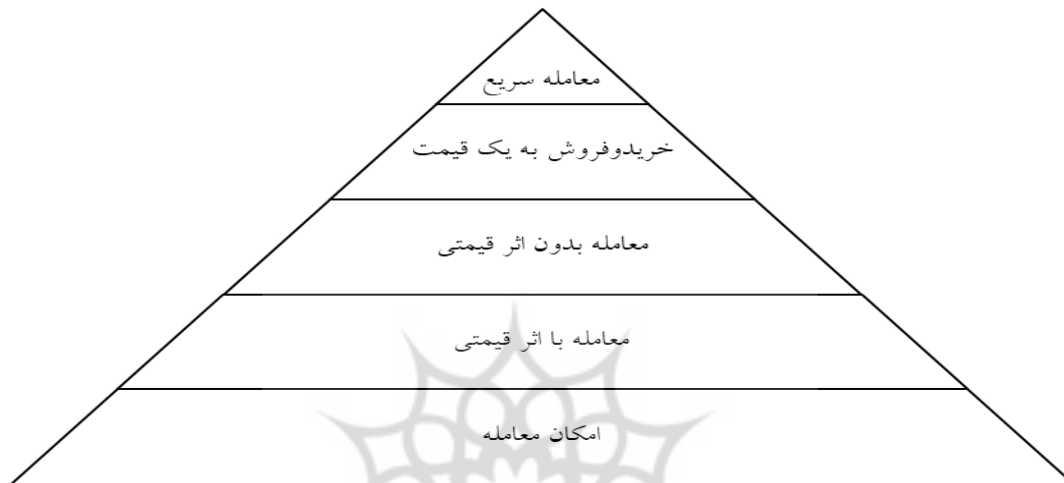 معامله سریع
خریدوفروش به یک قیمت
معامله بدون اثر قیمتی
معامله با اثر قیمتی
امکان معامله